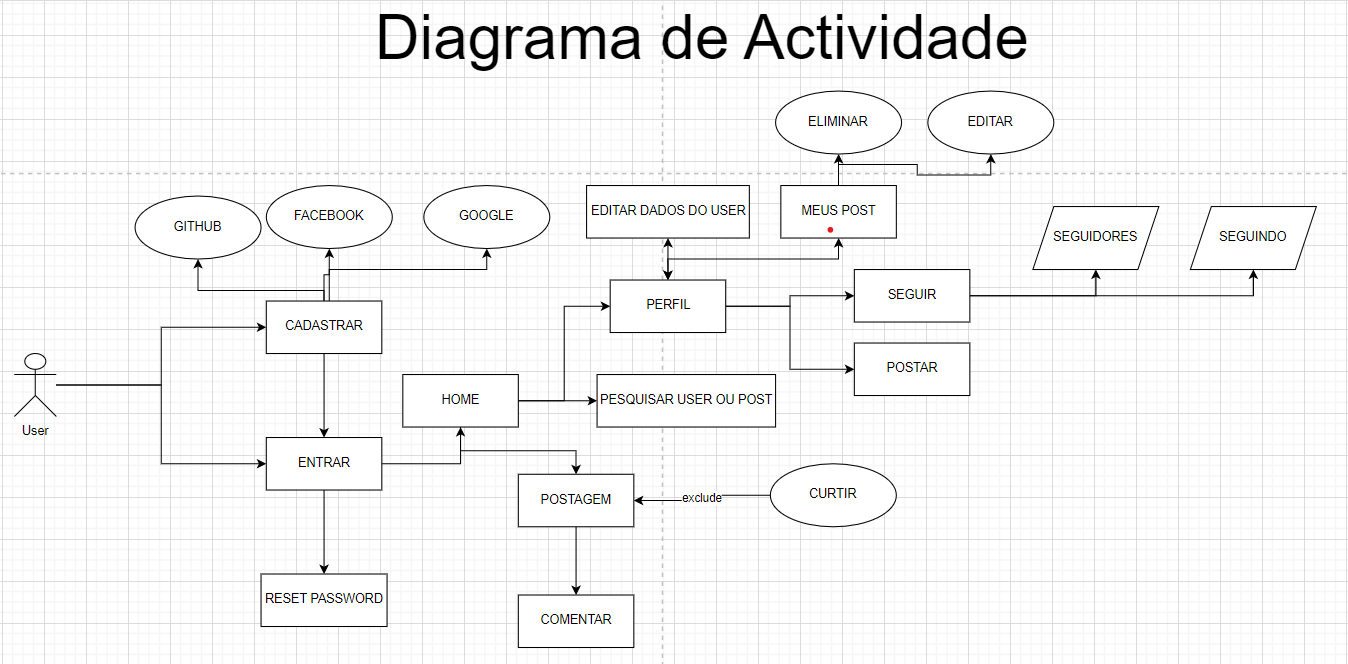 Diagrama de Actividade
ELIMINAR
EDITAR
GITHUB
FACEBOOK
GOOGLE
EDITAR DADOS DO USER
MEUS POST
SEGUIDORES
SEGUINDO
CADASTRAR
PERFIL
SEGUIR
POSTAR
User
HOME
PESQUISAR USER OU POST
ENTRAR
POSTAGEM
exclude
CURTIR
RESET PASSWORD
COMENTAR